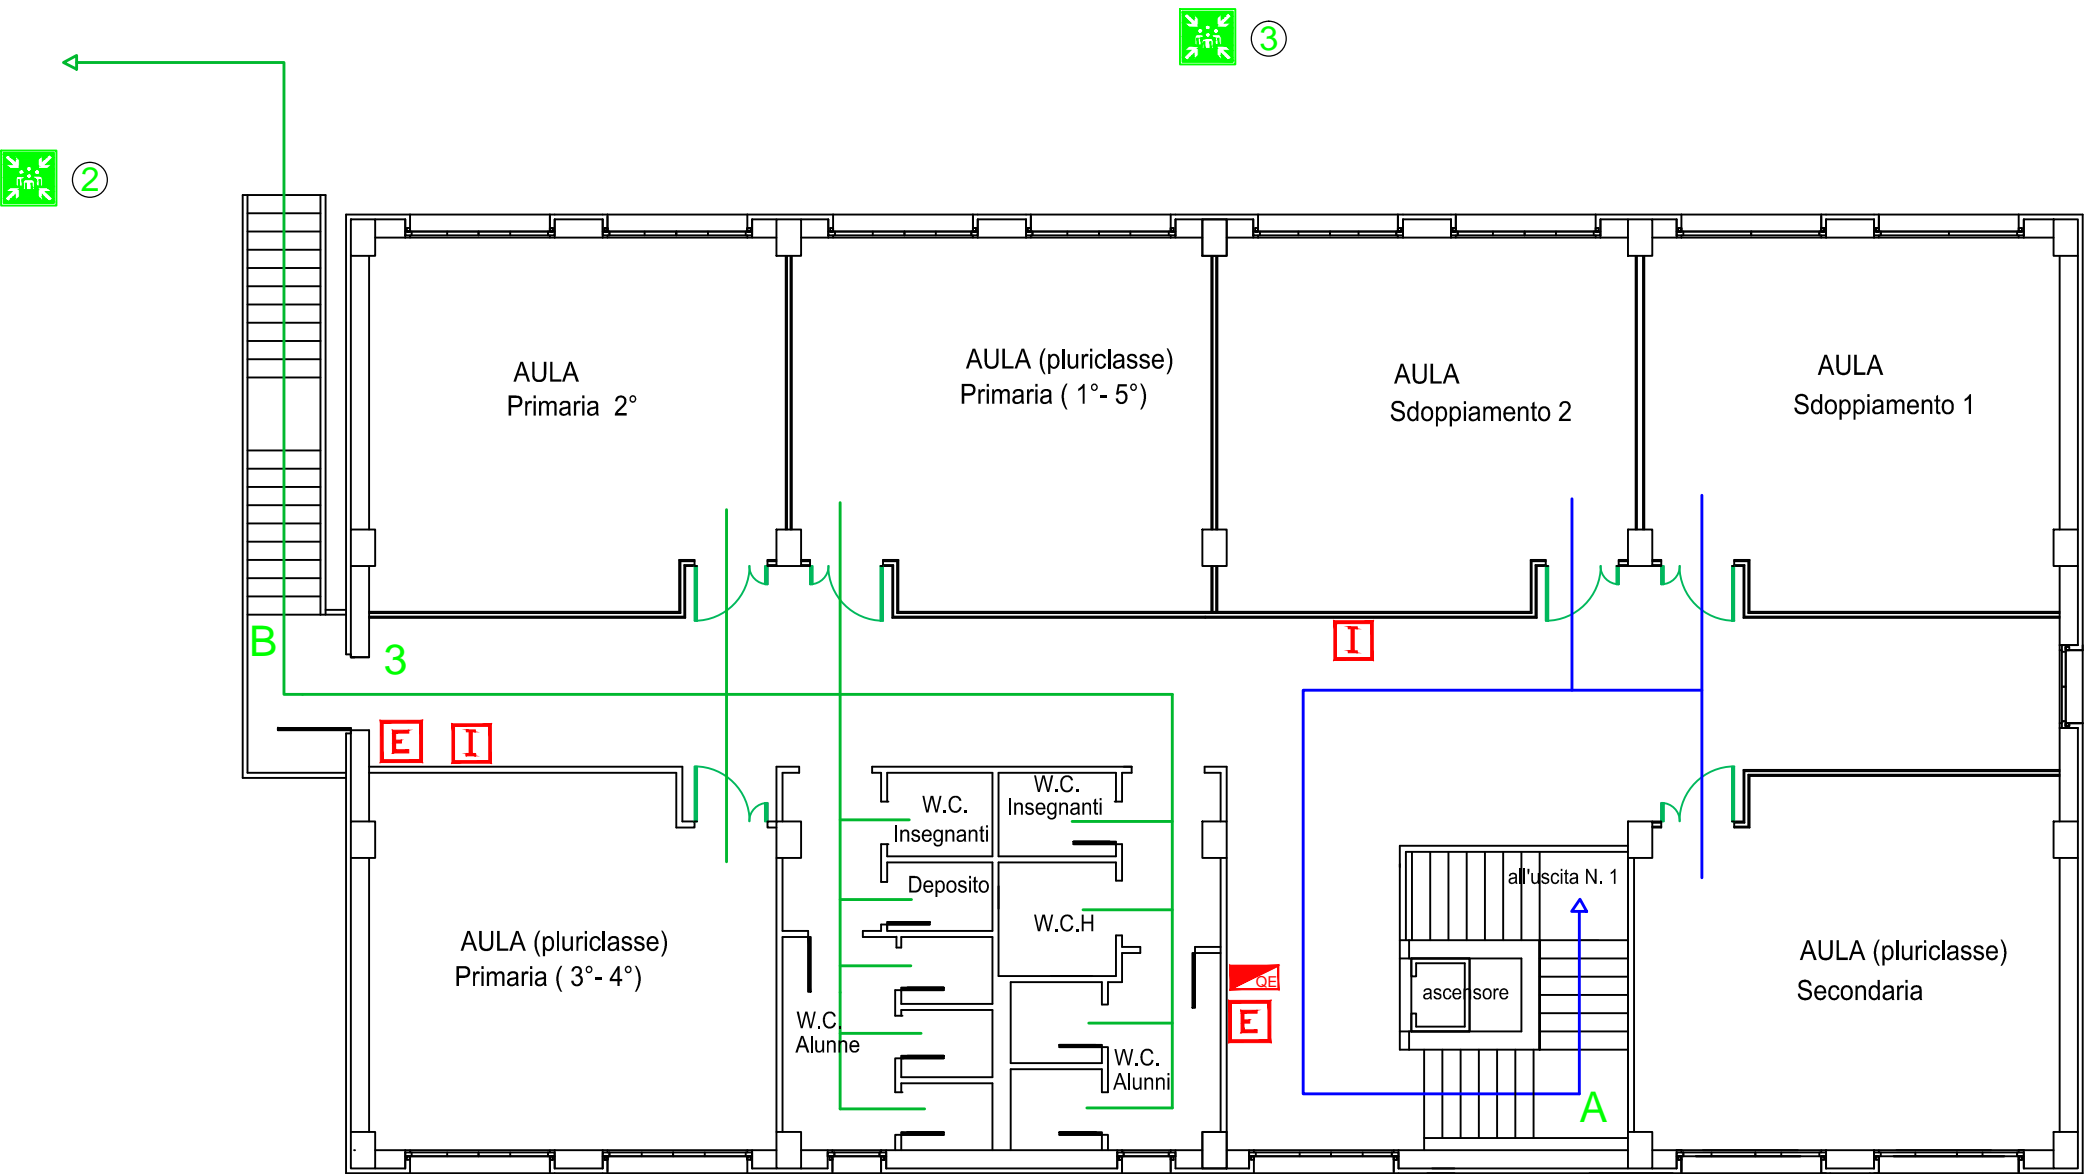 3
2
AULA
Primaria 2°
AULA (pluriclasse)
Primaria ( 1°- 5°)
AULA
Sdoppiamento 2
AULA
Sdoppiamento 1
B
3
I
E
I
W.C.
Insegnanti
W.C.
Insegnanti
Deposito
W.C.H
all'uscita N. 1
AULA (pluriclasse)
Primaria ( 3°- 4°)
AULA (pluriclasse)
Secondaria
QE
E
ascensore
W.C.
Alunne
W.C.
Alunni
A